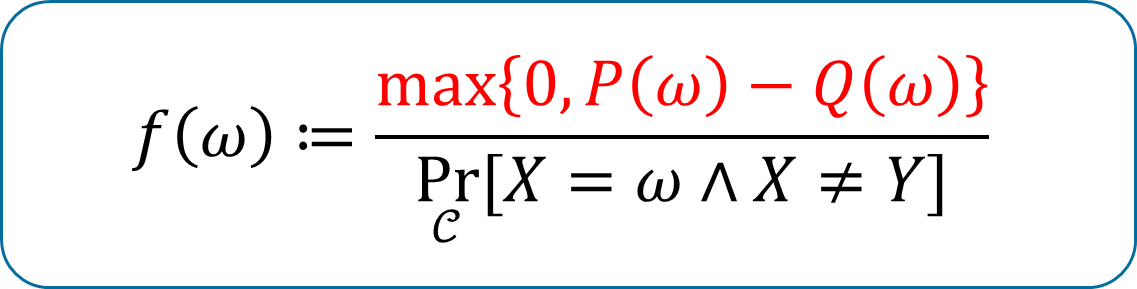 f(ω) ≔ max{0, P(ω) − Q(ω)} / Pr_𝒞[X = ω ∧ X ≠ Y]